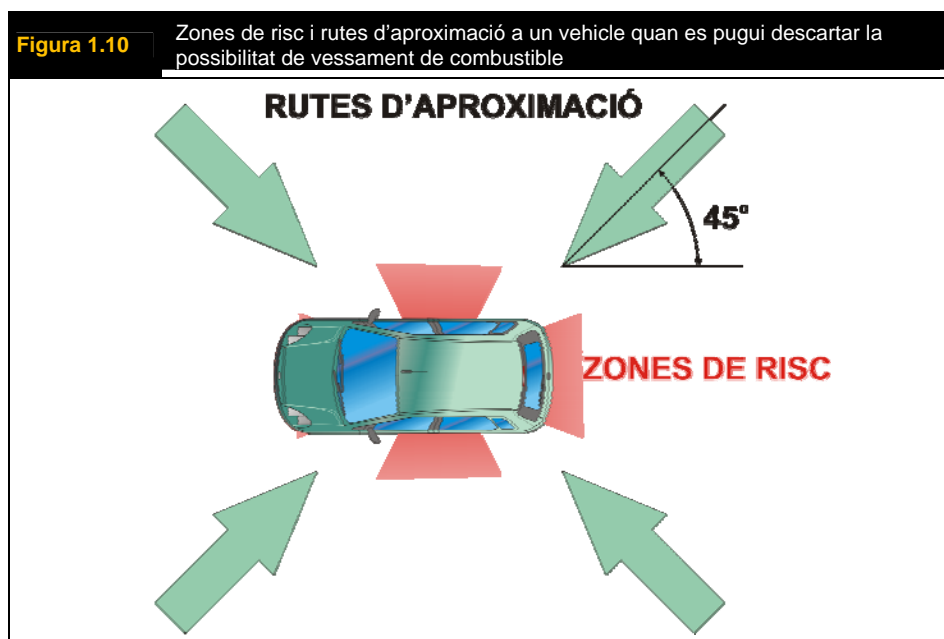 Figura 1.10
Zones de risc i rutes d'aproximació a un vehicle quan es pugui descartar la
possibilitat de vessament de combustible
RUTES D'APROXIMACIÓ
45º
ZONES DE RISC